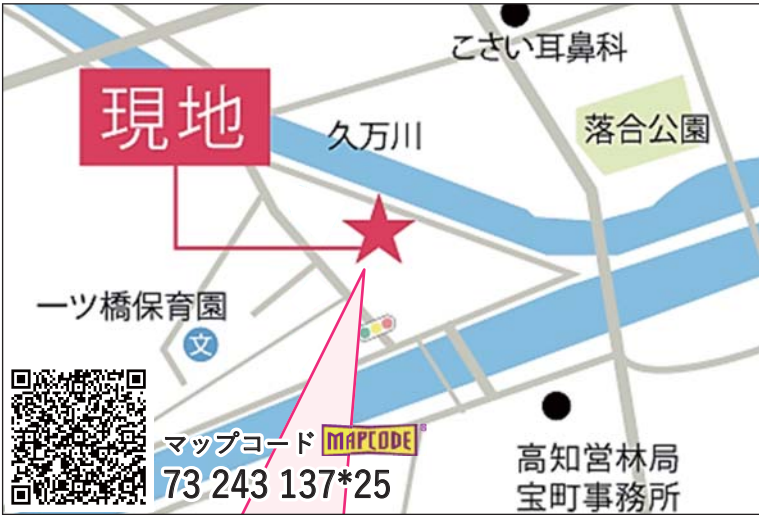 こさい耳鼻科
現地
久万川
落合公園
一ツ橋保育園
文
マップコード MAPCODE®
73 243 137*25
高知営林局
宝町事務所